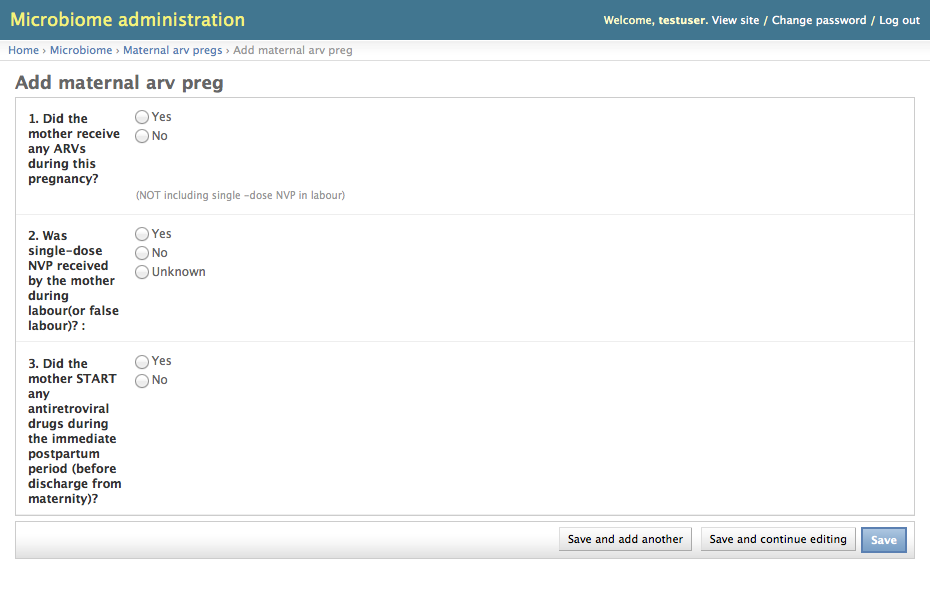 Microbiome administration
Welcome, testuser. View site / Change password / Log out
Home › Microbiome › Maternal arv pregs › Add maternal arv preg
Add maternal arv preg
1. Did the
mother receive
any ARVs
during this
pregnancy?
Yes
No
(NOT including single -dose NVP in labour)
2. Was
single-dose
NVP received
by the mother
during
labour(or false
labour)? :
Yes
No
Unknown
3. Did the
mother START
any
antiretroviral
drugs during
the immediate
postpartum
period (before
discharge from
maternity)?
Yes
No
Save and add another
Save and continue editing
Save